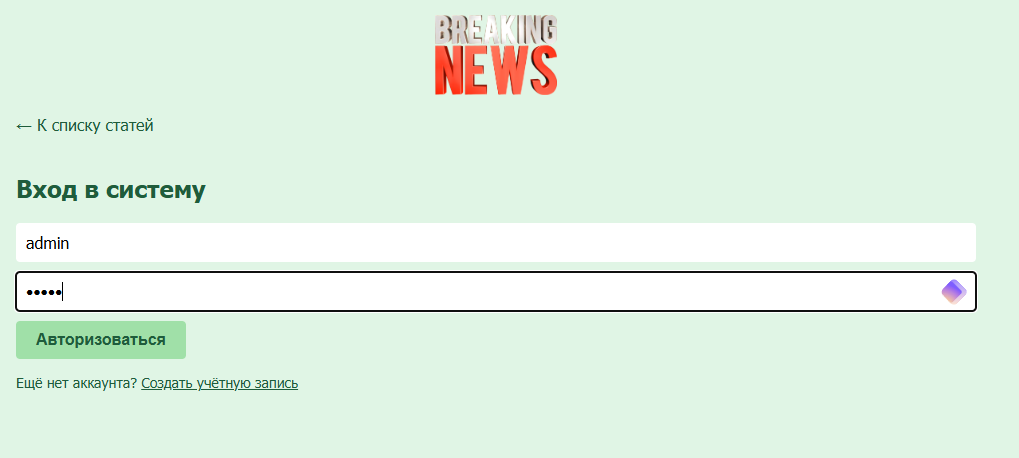 BREAKING
NEWS
← К списку статей
Вход в систему
admin
•••••
Авторизоваться
Ещё нет аккаунта? Создать учётную запись